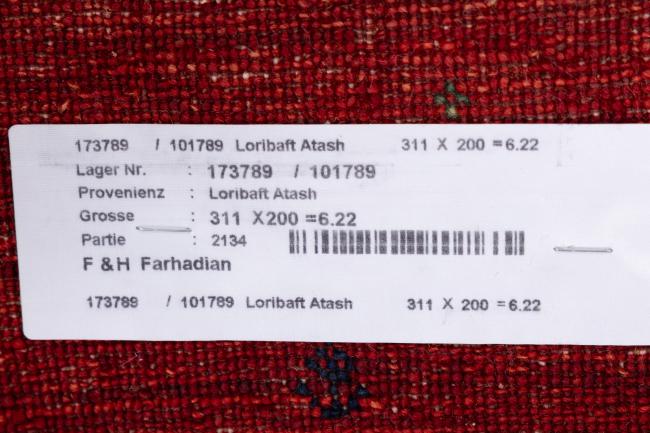 173789 / 101789 Loribaft Atash 311 X 200 =6.22
Lager Nr. : 173789 / 101789
Provenienz : Loribaft Atash
Grosse : 311 X200 =6.22
Partie : 2134
F & H Farhadian
173789 / 101789 Loribaft Atash 311 X 200 =6.22